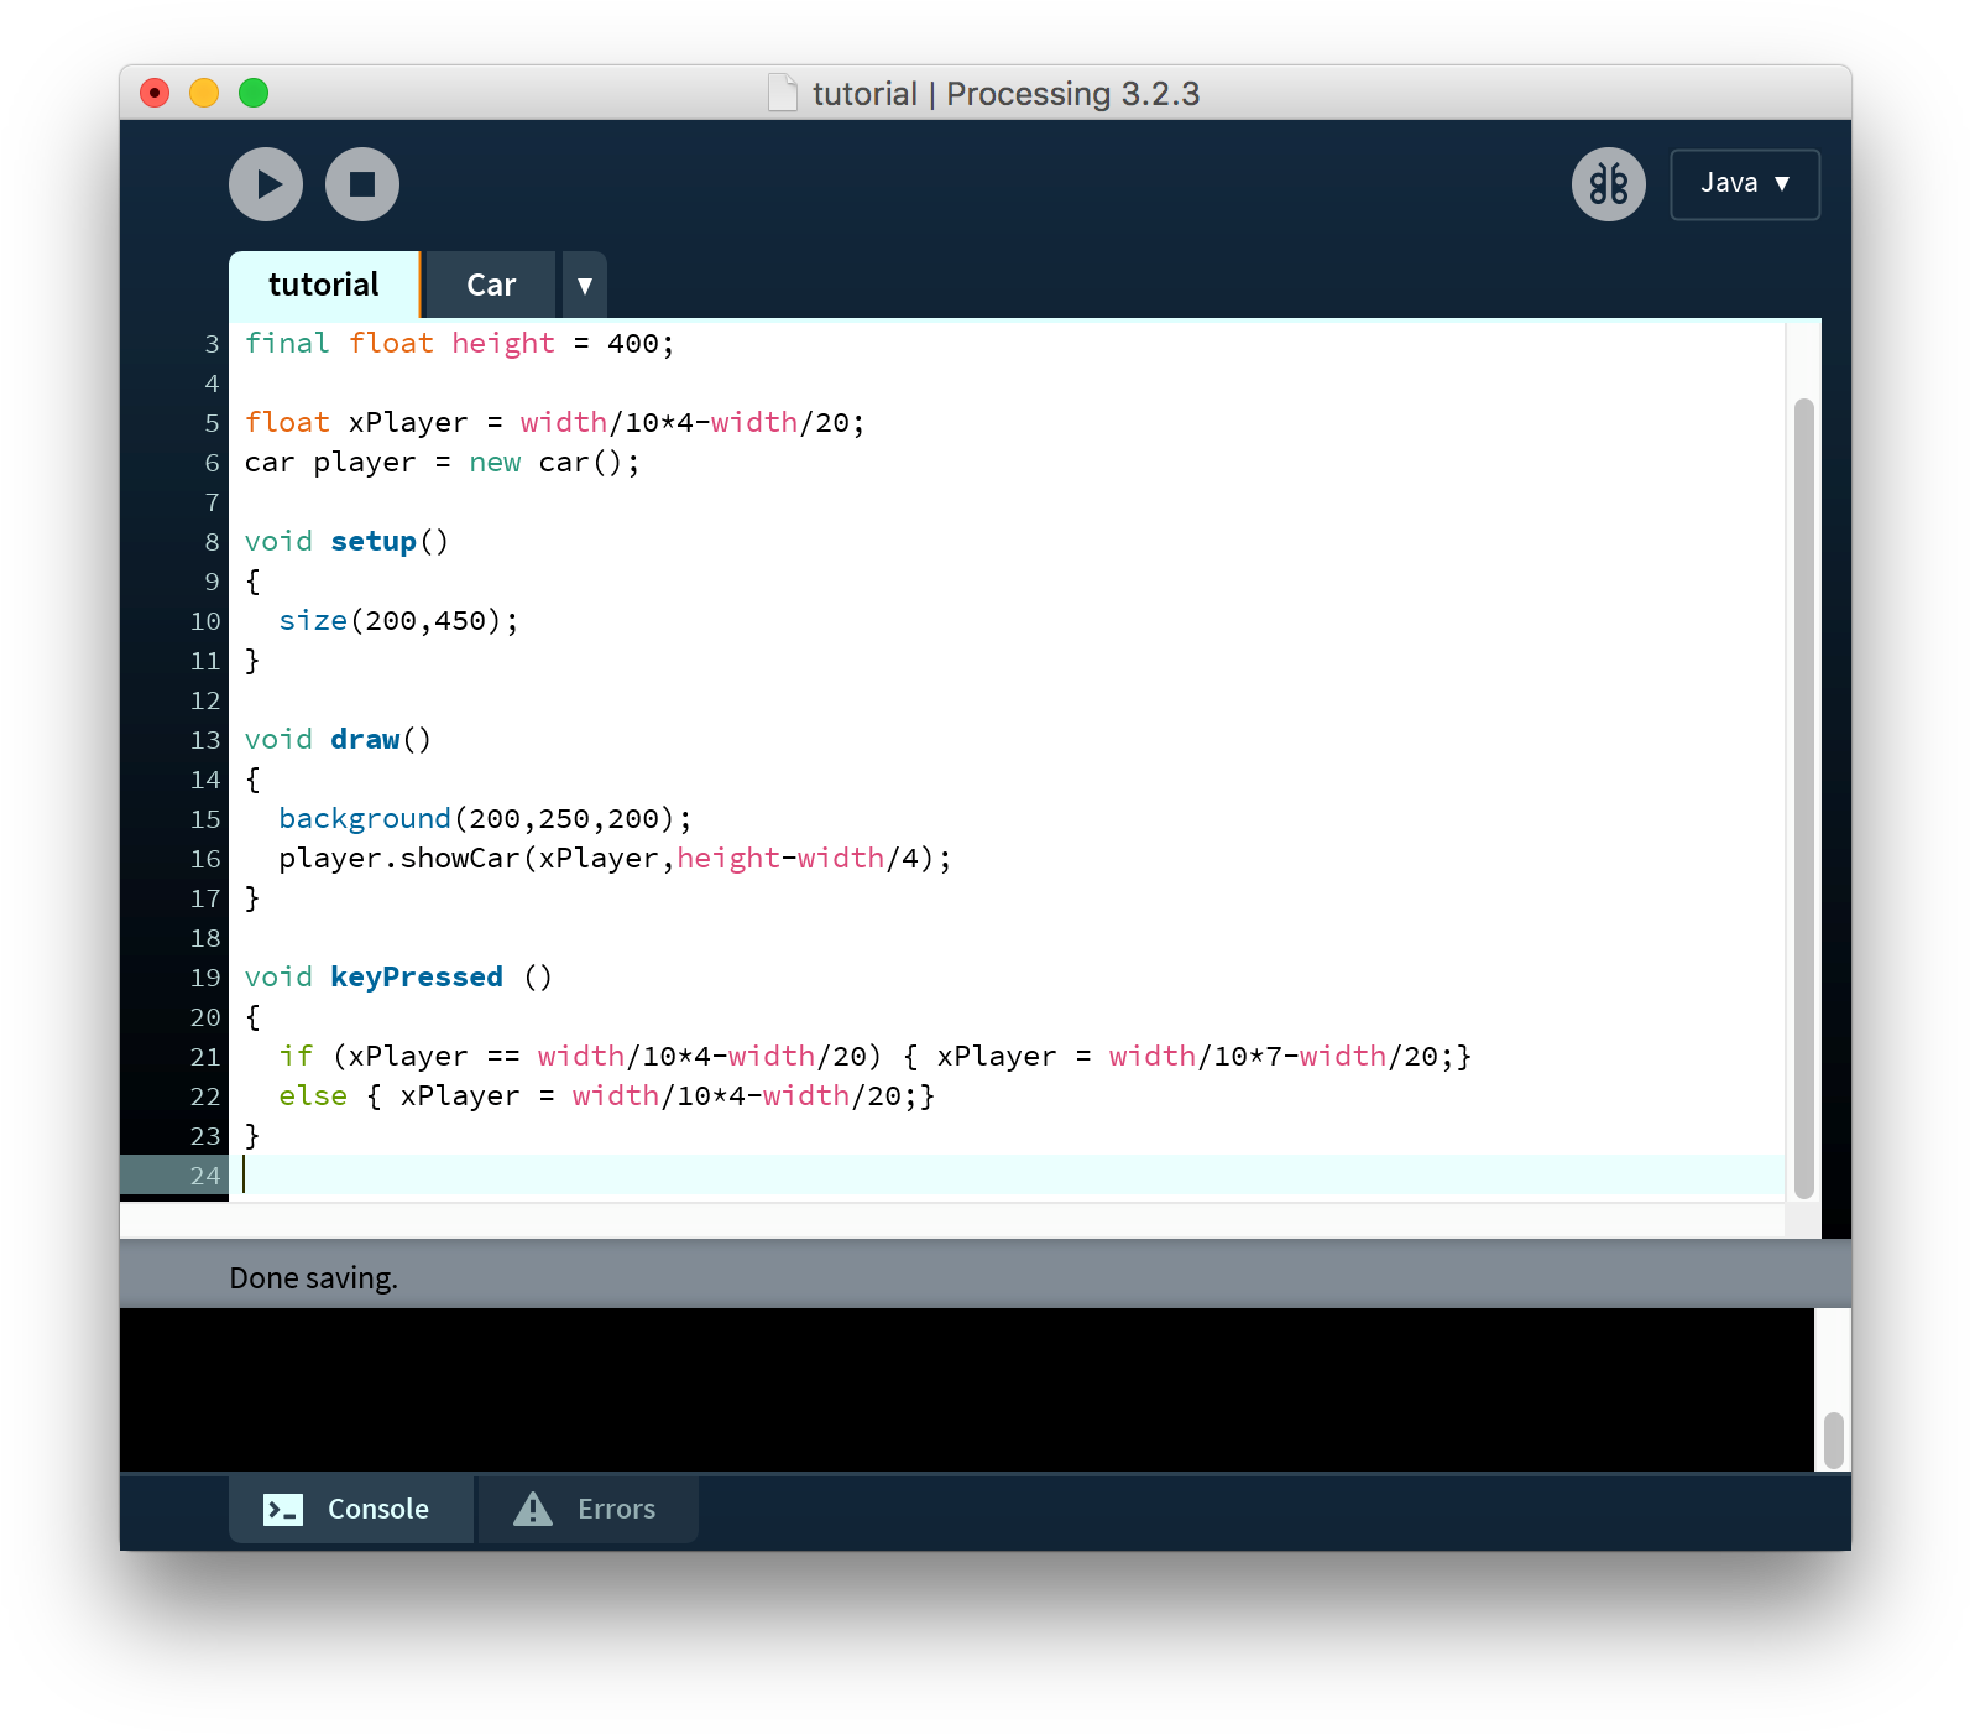 tutorial | Processing 3.2.3
Java ▼
tutorial Car ▼
3 final float height = 400;
4
5 float xPlayer = width/10*4-width/20;
6 car player = new car();
7
8 void setup()
9 {
10   size(200,450);
11 }
12
13 void draw()
14 {
15   background(200,250,200);
16   player.showCar(xPlayer,height-width/4);
17 }
18
19 void keyPressed ()
20 {
21   if (xPlayer == width/10*4-width/20) { xPlayer = width/10*7-width/20;}
22   else { xPlayer = width/10*4-width/20;}
23 }
24
Done saving.
Console Errors